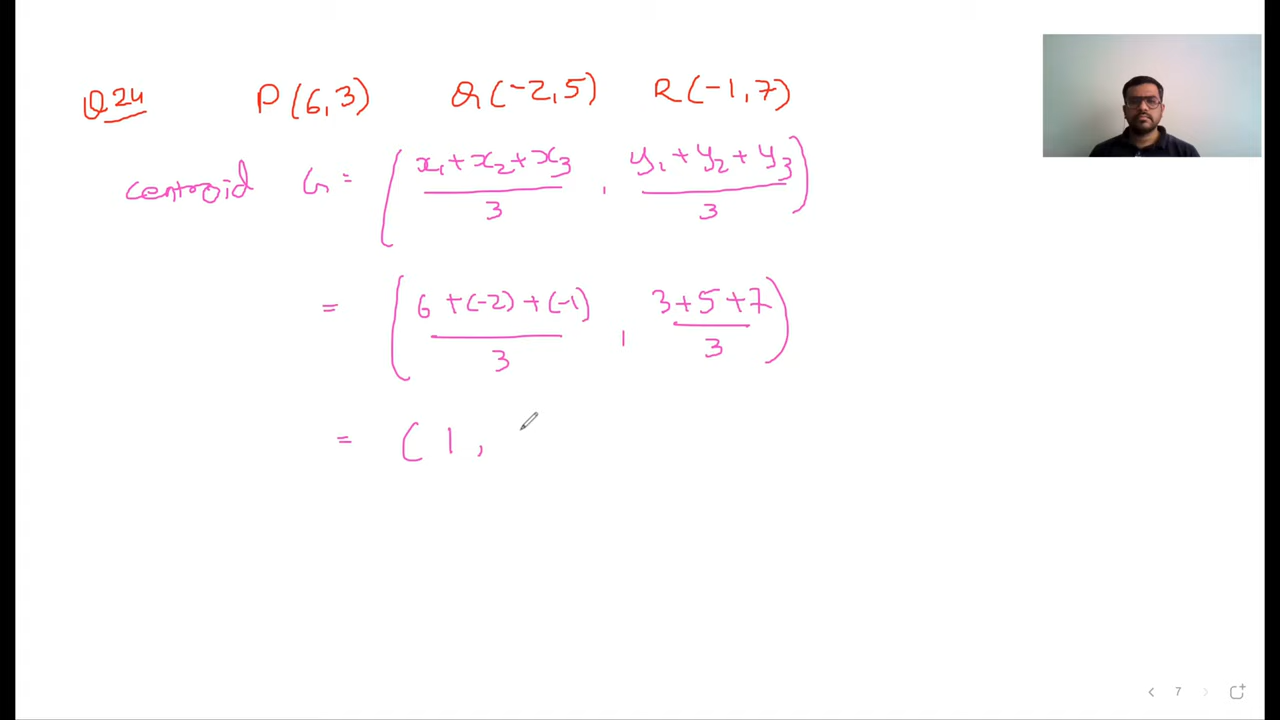 Q 24 P(6,3) Q(-2,5) R(-1,7)
centroid G = ( x₁+x₂+x₃ / 3 , y₁+y₂+y₃ / 3 )
= ( 6+(-2)+(-1) / 3 , 3+5+7 / 3 )
= ( 1 ,
< 7 >